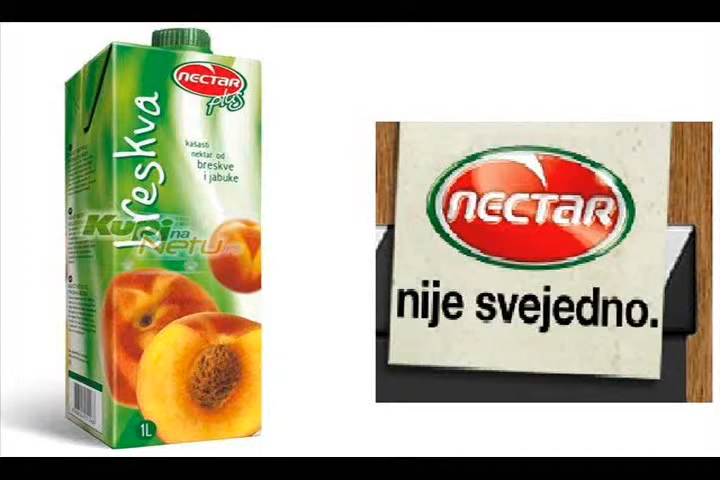 NECTAR
plus
breskva
kašasti
nektar od
breskve
i jabuke
Kupi
na
Netu
1L
NECTAR
nije svejedno.